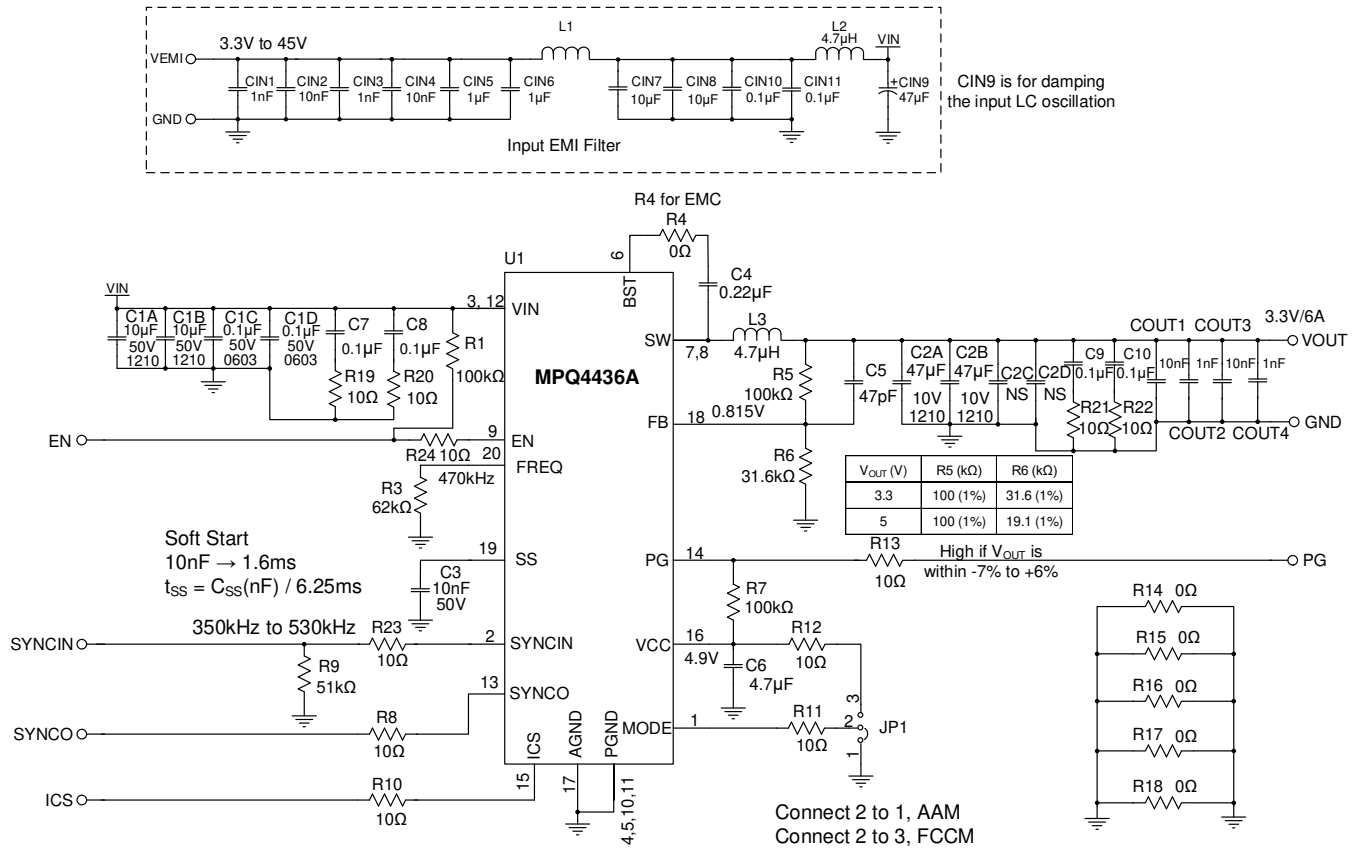 L1
L2
4.7µH
VIN
VEMI
3.3V to 45V
CIN1
1nF
CIN2
10nF
CIN3
1nF
CIN4
10nF
CIN5
1µF
CIN6
1µF
CIN7
10µF
CIN8
10µF
CIN10
0.1µF
CIN11
0.1µF
+CIN9
47µF
GND
Input EMI Filter
CIN9 is for damping
the input LC oscillation
R4 for EMC
R4
0Ω
U1
6
BST
C4
0.22µF
VIN
3, 12
VIN
C1A
10µF
50V
1210
C1B
10µF
50V
1210
C1C
0.1µF
50V
0603
C1D
0.1µF
50V
0603
C7
0.1µF
C8
0.1µF
R19
10Ω
R20
10Ω
R1
100kΩ
MPQ4436A
SW
7,8
L3
4.7µH
R5
100kΩ
C5
47pF
C2A
47µF
10V
1210
C2B
47µF
10V
1210
C2C
NS
C2D
NS
C9
0.1µF
C10
0.1µF
R21
10Ω
R22
10Ω
COUT1 COUT3
10nF
1nF
10nF
1nF
COUT2 COUT4
3.3V/6A
VOUT
GND
FB
18
0.815V
R6
31.6kΩ
VOUT (V) R5 (kΩ) R6 (kΩ)
3.3 100 (1%) 31.6 (1%)
5 100 (1%) 19.1 (1%)
EN
R24 10Ω
9
EN
20
FREQ
470kHz
R3
62kΩ
Soft Start
10nF → 1.6ms
tSS = CSS(nF) / 6.25ms
19
SS
C3
10nF
50V
PG
14
R13
10Ω
High if VOUT is
within -7% to +6%
PG
R7
100kΩ
SYNCIN
350kHz to 530kHz
R23
10Ω
2
SYNCIN
R9
51kΩ
VCC
16
4.9V
R12
10Ω
C6
4.7µF
13
SYNCO
SYNCO
R8
10Ω
MODE
1
R11
10Ω
3
2
1
JP1
ICS
R10
10Ω
ICS
15
AGND
17
PGND
4,5,10,11
Connect 2 to 1, AAM
Connect 2 to 3, FCCM
R14 0Ω
R15 0Ω
R16 0Ω
R17 0Ω
R18 0Ω